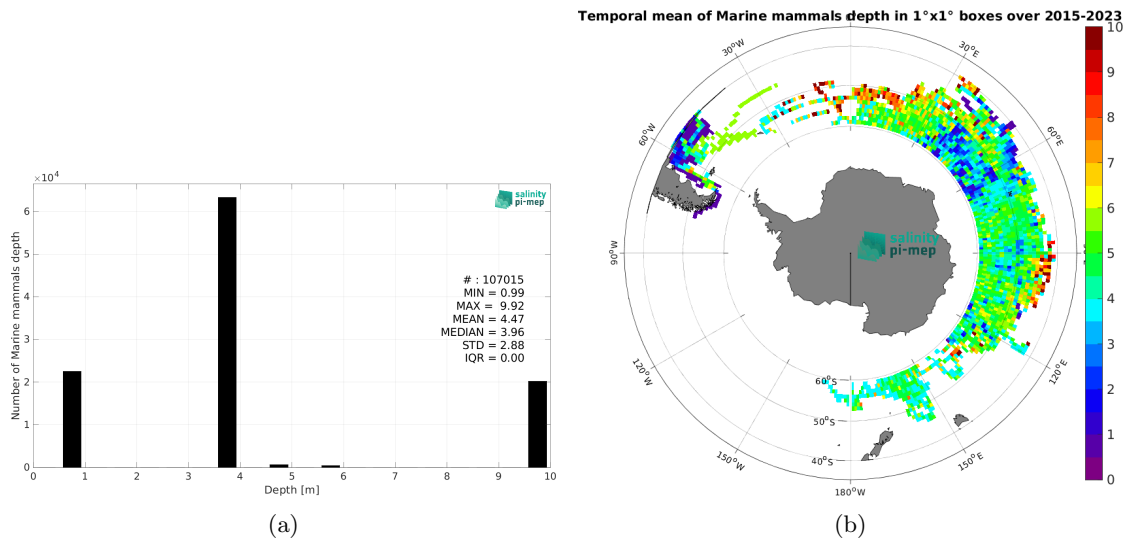 ×10⁴
6
5
4
3
2
1
0
Number of Marine mammals depth
salinity
pi-mep
# : 107015
MIN = 0.99
MAX = 9.92
MEAN = 4.47
MEDIAN = 3.96
STD = 2.88
IQR = 0.00
0 1 2 3 4 5 6 7 8 9 10
Depth [m]
(a)
Temporal mean of Marine mammals depth in 1°x1° boxes over 2015-2023
30°W
30°E
60°W
60°E
90°W
120°W
120°E
150°W
150°E
180°W
60°S
50°S
40°S
salinity
pi-mep
10
9
8
7
6
5
4
3
2
1
0
(b)